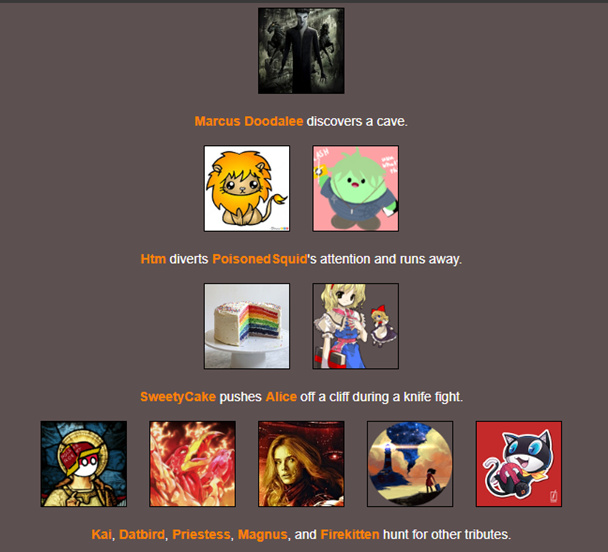 Marcus Doodalee discovers a cave.
Htm diverts PoisonedSquid's attention and runs away.
SweetyCake pushes Alice off a cliff during a knife fight.
Kai, Datbird, Priestess, Magnus, and Firekitten hunt for other tributes.